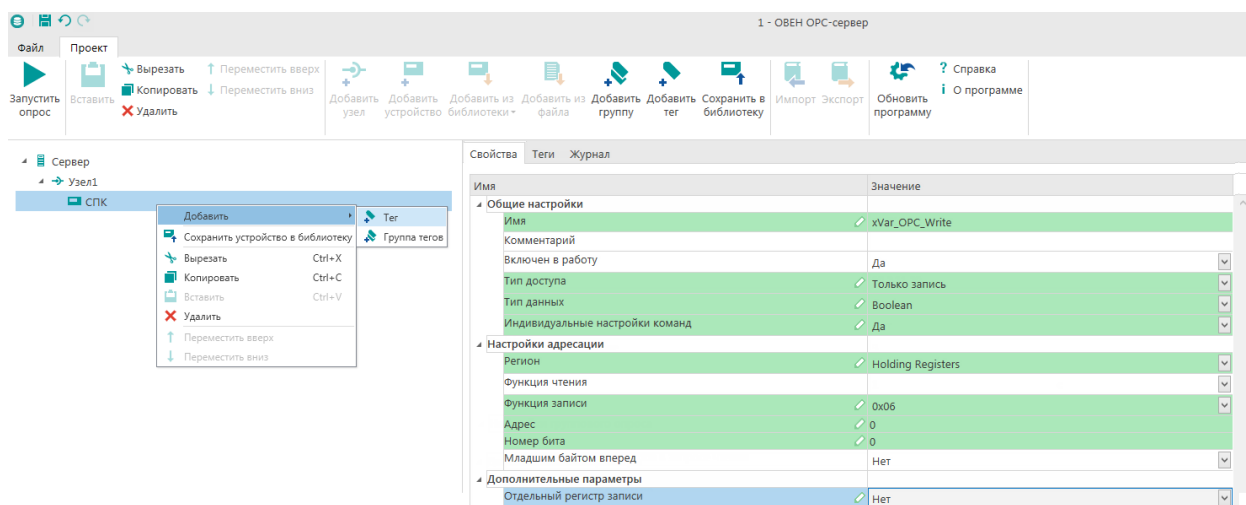 1 - ОВЕН OPC-сервер
Файл Проект
Вырезать Переместить вверх ? Справка
Копировать Переместить вниз i О программе
Удалить
Запустить опрос
Вставить
Добавить узел
Добавить устройство
Добавить из библиотеки
Добавить из файла
Добавить группу
Добавить тег
Сохранить в библиотеку
Импорт Экспорт
Обновить программу
Сервер
Узел1
СПК
Добавить
Сохранить устройство в библиотеку
Вырезать Ctrl+X
Копировать Ctrl+C
Вставить Ctrl+V
Удалить
Переместить вверх
Переместить вниз
Тег
Группа тегов
Свойства Теги Журнал
Имя Значение
Общие настройки
Имя xVar_OPC_Write
Комментарий
Включен в работу Да
Тип доступа Только запись
Тип данных Boolean
Индивидуальные настройки команд Да
Настройки адресации
Регион Holding Registers
Функция чтения
Функция записи 0x06
Адрес 0
Номер бита 0
Младшим байтом вперед Нет
Дополнительные параметры
Отдельный регистр записи Нет